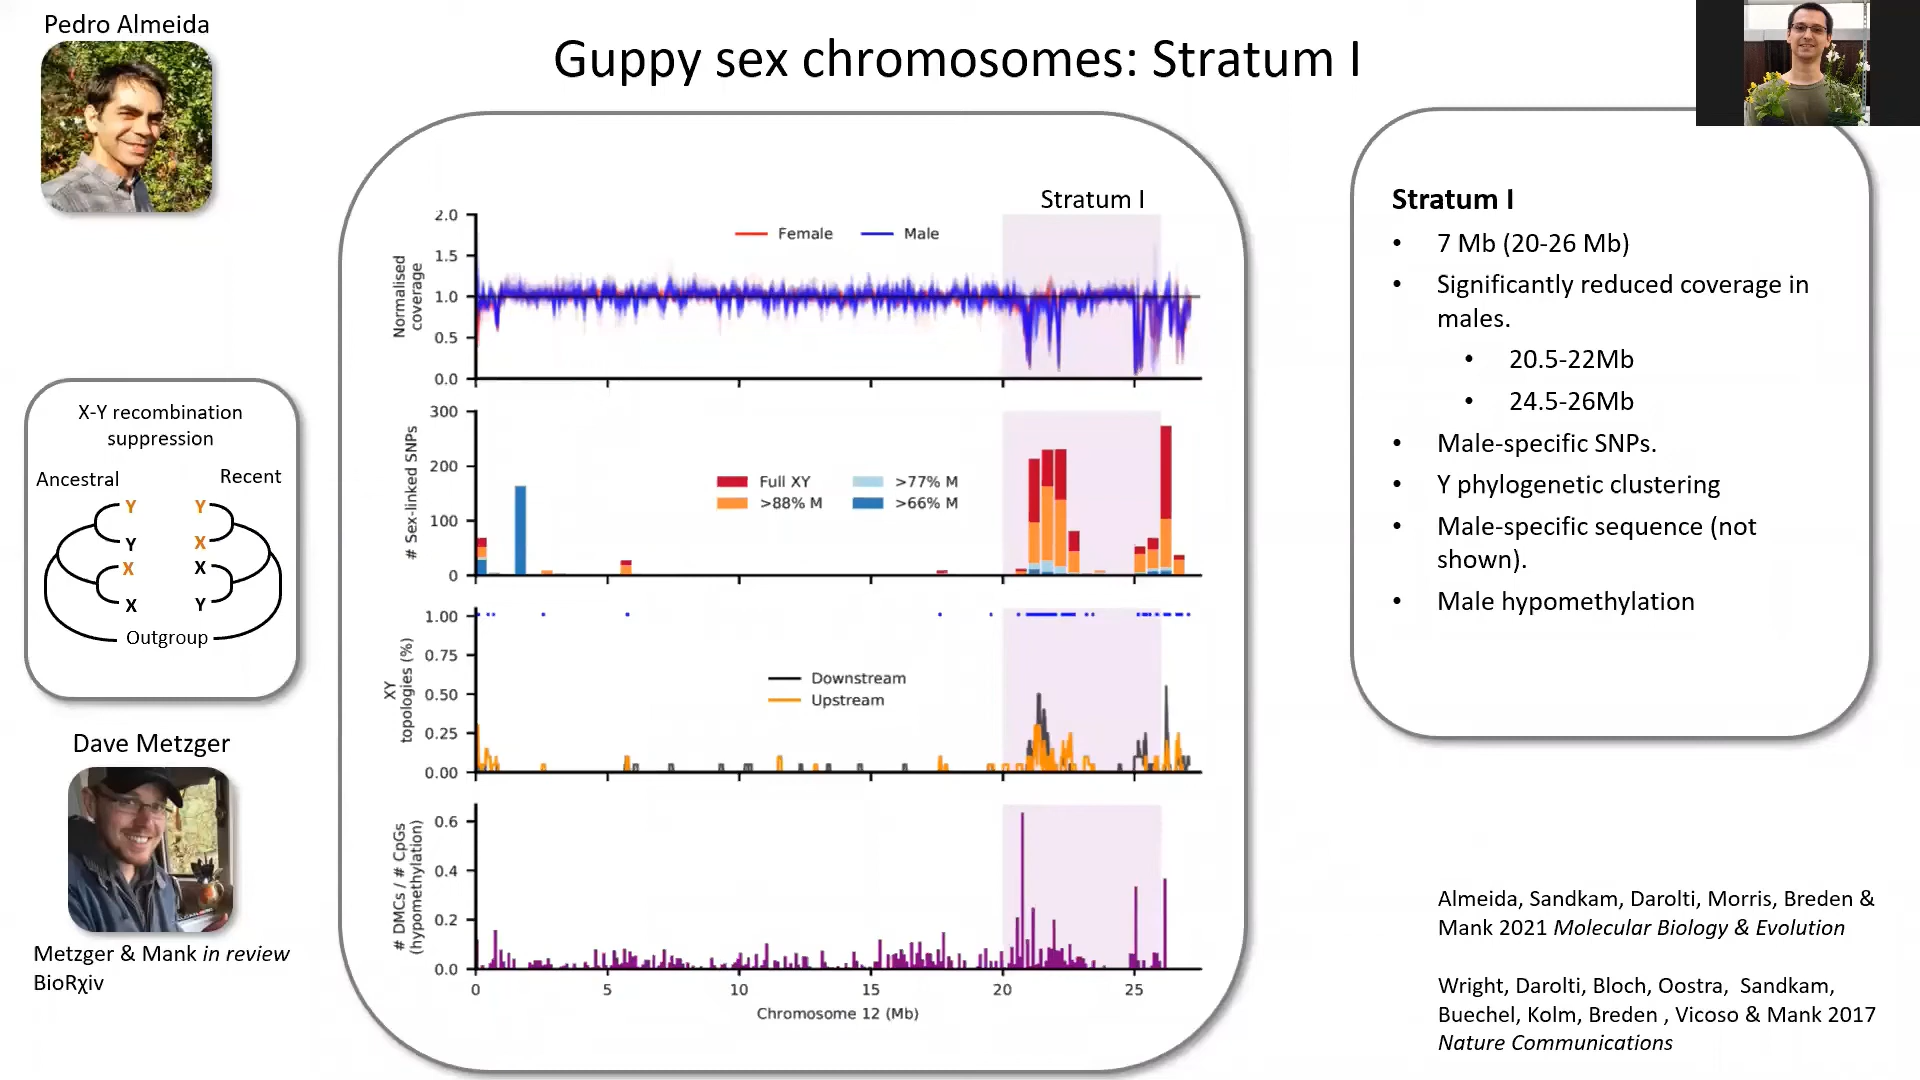 Pedro Almeida
Guppy sex chromosomes: Stratum I
X-Y recombination
suppression
Ancestral
Recent
Y
Y
Y
X
X
X
X
Y
Outgroup
Dave Metzger
Metzger & Mank in review
BioRχiv
Stratum I
2.0
1.5
1.0
0.5
0.0
Normalised
coverage
Female
Male
300
200
100
0
# Sex-linked SNPs
Full XY
>88% M
>77% M
>66% M
1.00
0.75
0.50
0.25
0.00
XY
topologies (%)
Downstream
Upstream
0.6
0.4
0.2
0.0
# DMCs / # CpGs
(hypomethylation)
0 5 10 15 20 25
Chromosome 12 (Mb)
Stratum I
• 7 Mb (20-26 Mb)
• Significantly reduced coverage in
males.
• 20.5-22Mb
• 24.5-26Mb
• Male-specific SNPs.
• Y phylogenetic clustering
• Male-specific sequence (not
shown).
• Male hypomethylation
Almeida, Sandkam, Darolti, Morris, Breden &
Mank 2021 Molecular Biology & Evolution
Wright, Darolti, Bloch, Oostra, Sandkam,
Buechel, Kolm, Breden , Vicoso & Mank 2017
Nature Communications